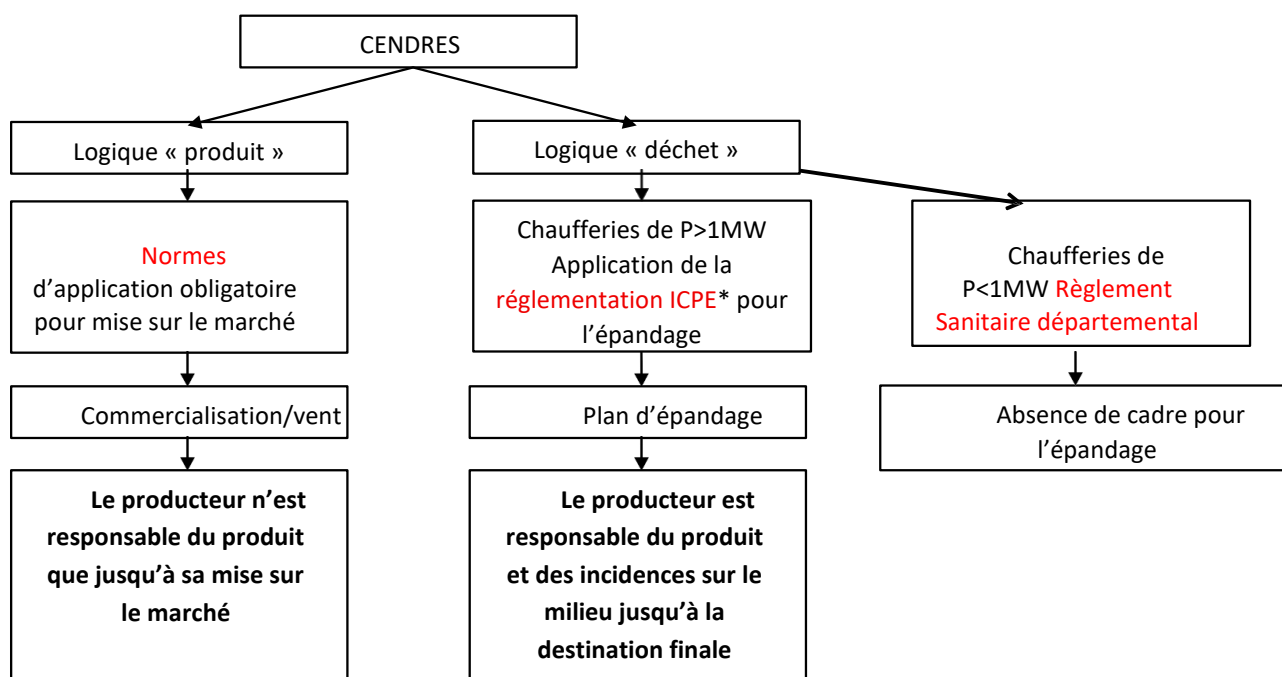 CENDRES
Logique « produit »
Logique « déchet »
Normes
d’application obligatoire
pour mise sur le marché
Chaufferies de P>1MW
Application de la
réglementation ICPE* pour
l’épandage
Chaufferies de
P<1MW Règlement
Sanitaire départemental
Commercialisation/vent
Plan d’épandage
Absence de cadre pour
l’épandage
Le producteur n’est
responsable du produit
que jusqu’à sa mise sur
le marché
Le producteur est
responsable du produit
et des incidences sur le
milieu jusqu’à la
destination finale